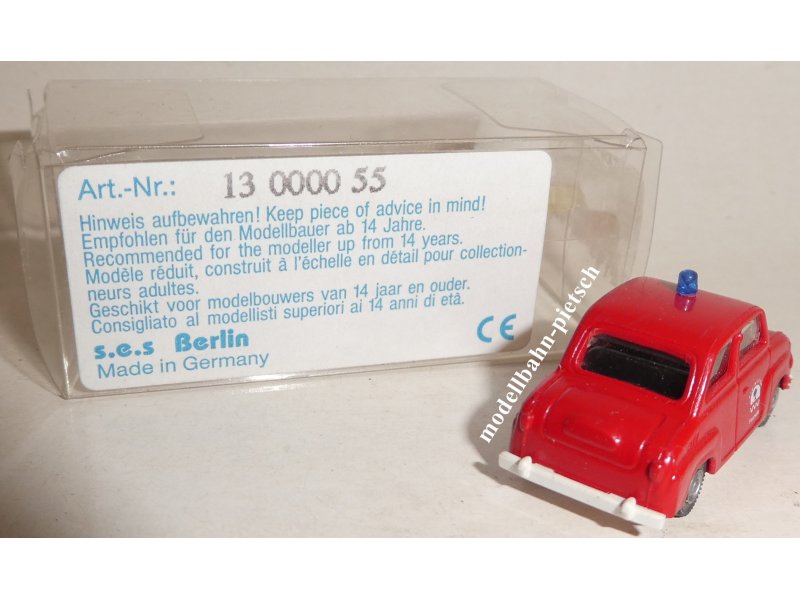 Art.-Nr.: 13 0000 55
Hinweis aufbewahren! Keep piece of advice in mind!
Empfohlen für den Modellbauer ab 14 Jahre.
Recommended for the modeller up from 14 years.
Modèle réduit, construit à l'échelle en détail pour collection-
neurs adultes.
Geschikt voor modelbouwers van 14 jaar en ouder.
Consigliato al modellisti superiori ai 14 anni di etâ.
s.e.s Berlin
Made in Germany
CE
modellbahn-pietsch